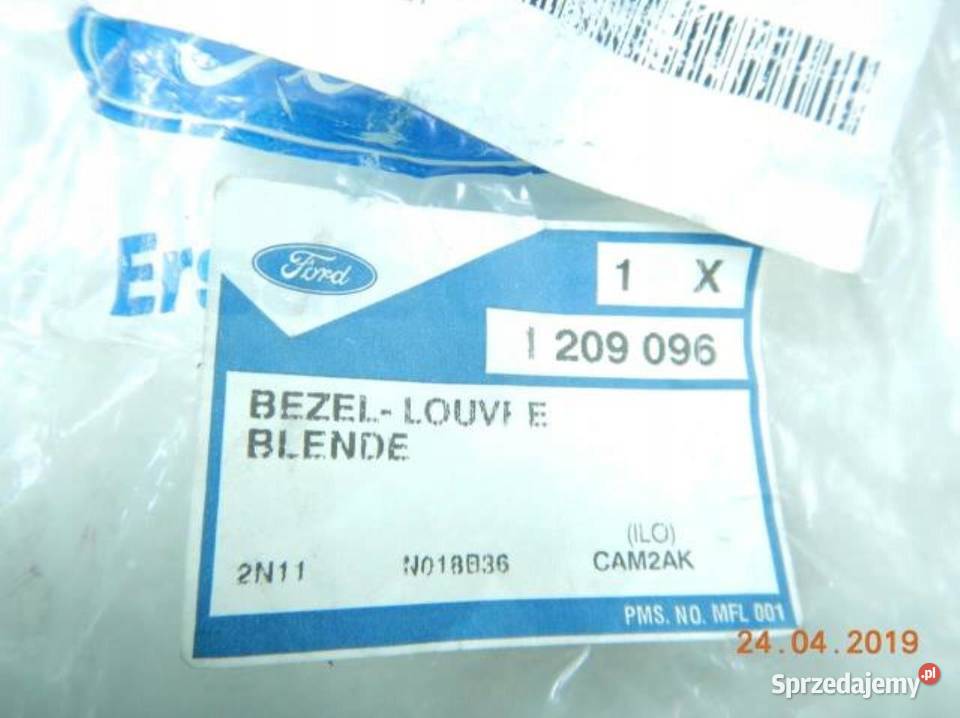 Ford
1 X
1 209 096
BEZEL-LOUVRE
BLENDE
(ILO)
2N11 N018B36 CAM2AK
PMS. NO. MFL 001
24.04.2019
Sprzedajemy.pl